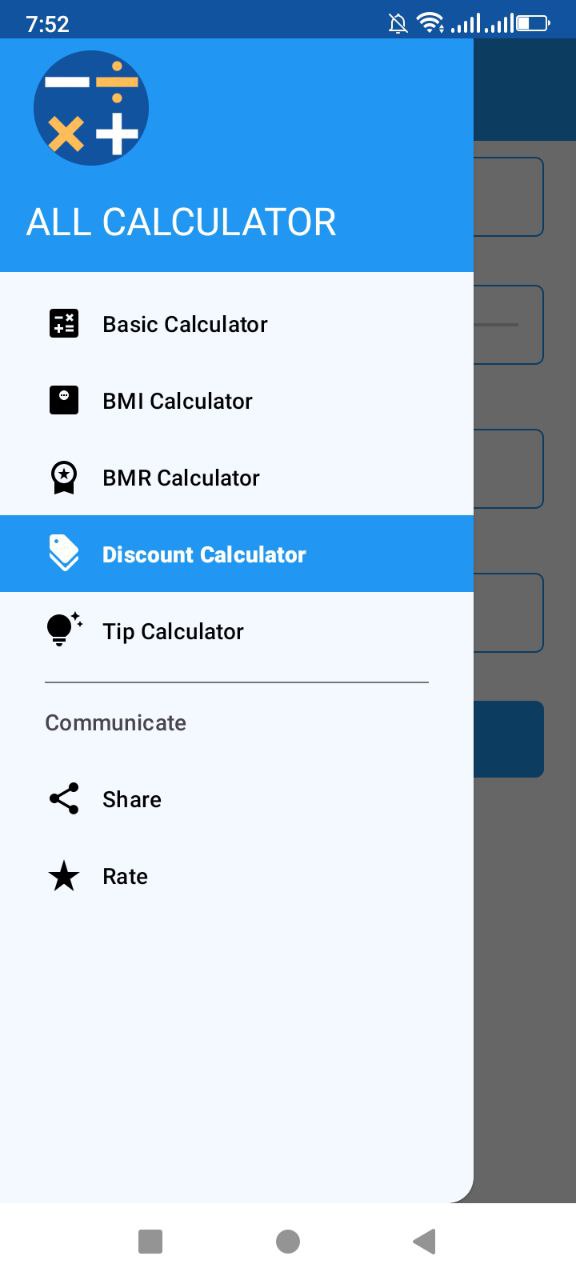 7:52
ALL CALCULATOR
Basic Calculator
BMI Calculator
BMR Calculator
Discount Calculator
Tip Calculator
Communicate
Share
Rate